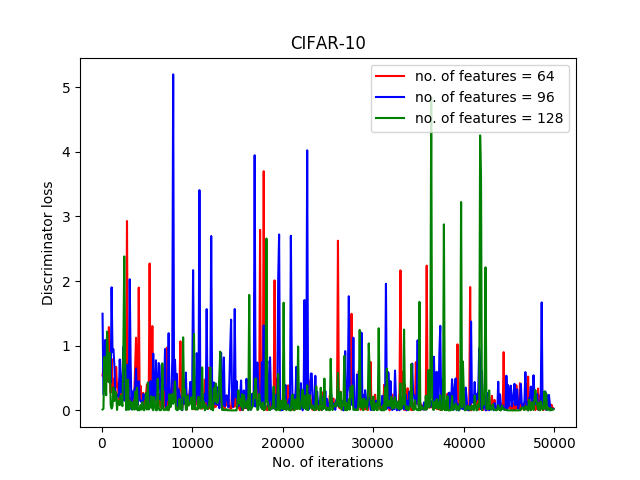 CIFAR-10
no. of features = 64
no. of features = 96
no. of features = 128
Discriminator loss
5
4
3
2
1
0
0 10000 20000 30000 40000 50000
No. of iterations